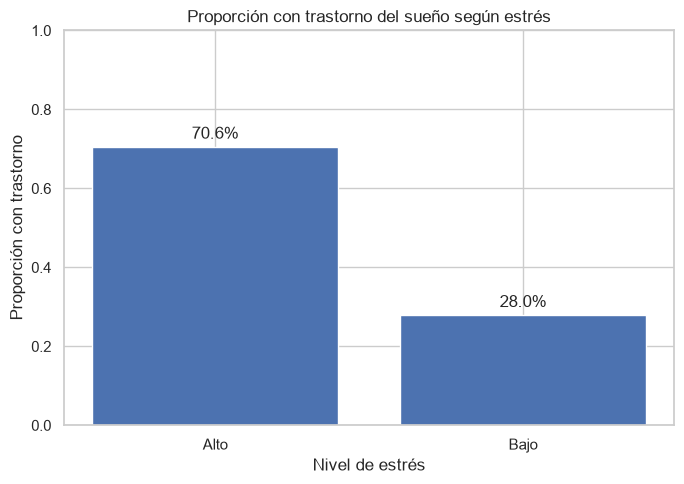 Proporción con trastorno del sueño según estrés
Proporción con trastorno
1.0
0.8
0.6
0.4
0.2
0.0
70.6%
28.0%
Alto
Bajo
Nivel de estrés